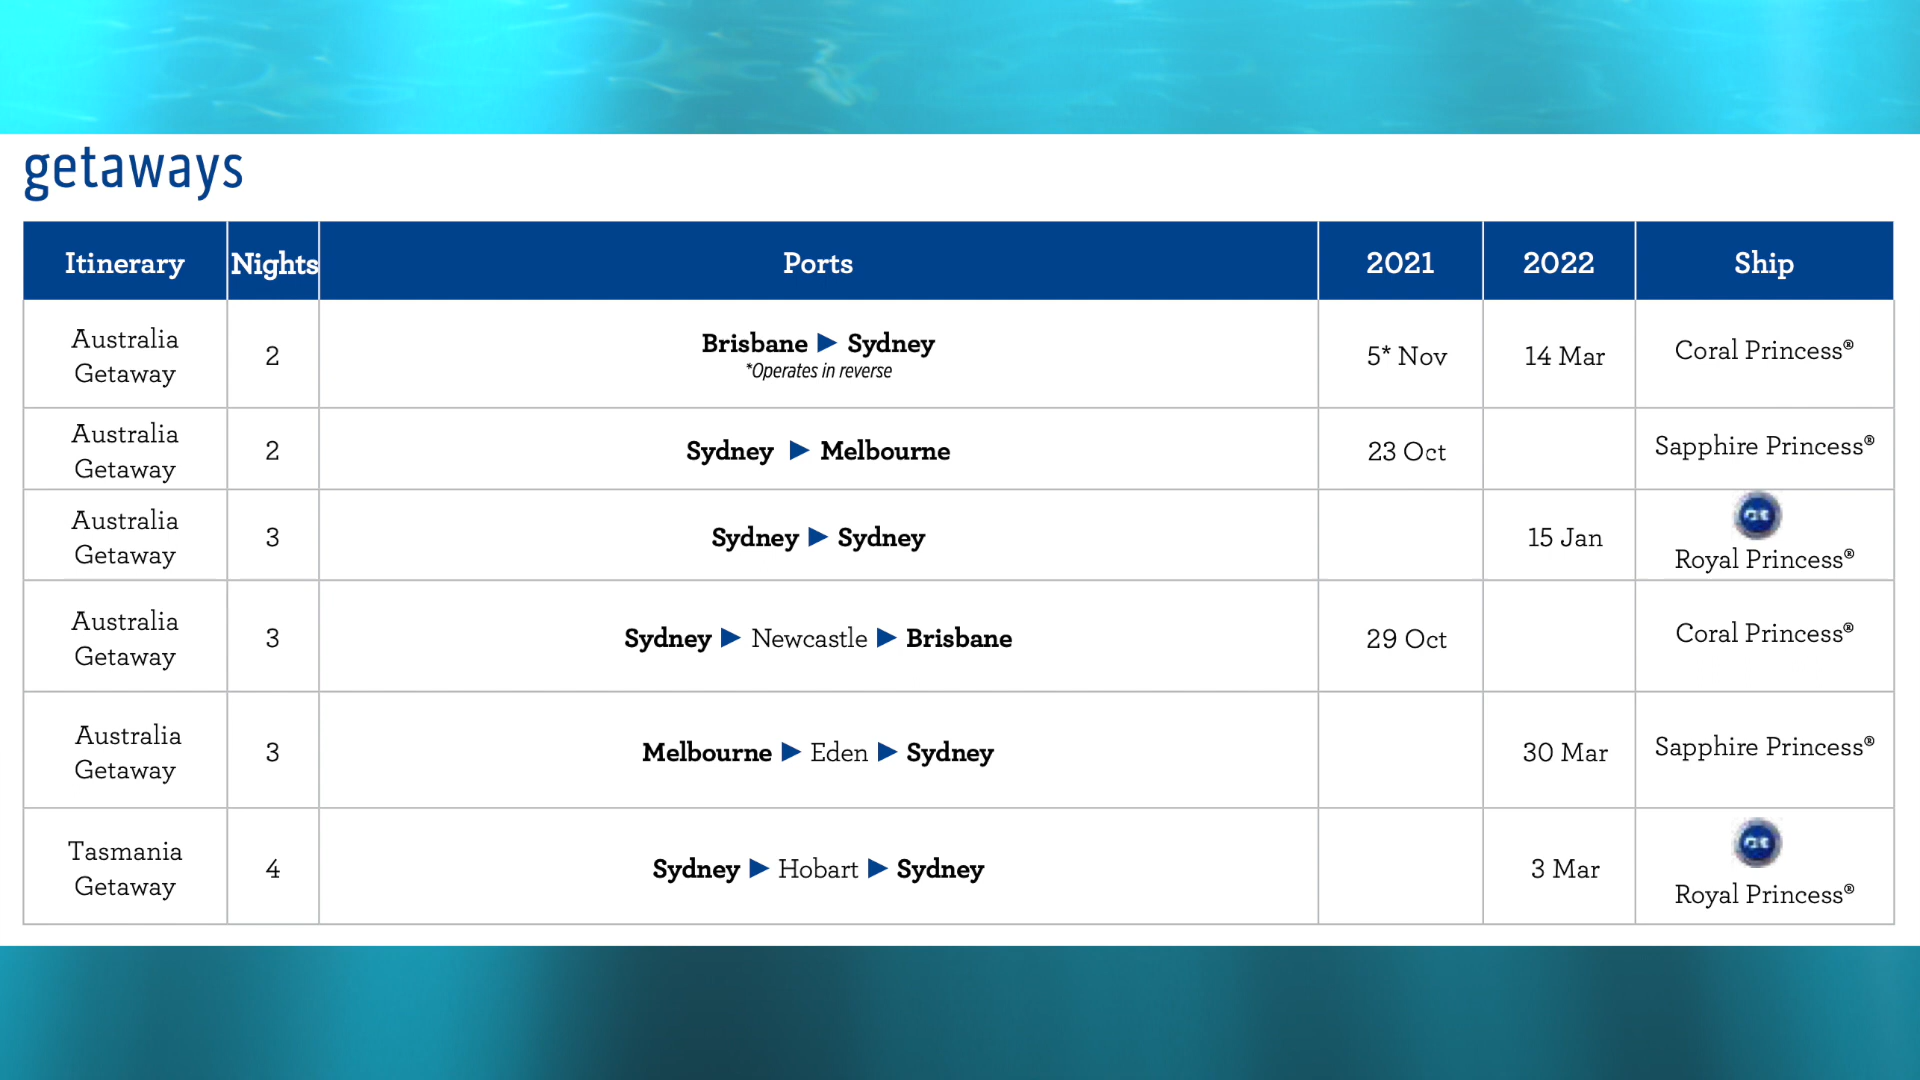 getaways
Itinerary Nights Ports 2021 2022 Ship
Australia Getaway 2 Brisbane ▶ Sydney 5* Nov 14 Mar Coral Princess®
*Operates in reverse
Australia Getaway 2 Sydney ▶ Melbourne 23 Oct Sapphire Princess®
Australia Getaway 3 Sydney ▶ Sydney 15 Jan Royal Princess®
Australia Getaway 3 Sydney ▶ Newcastle ▶ Brisbane 29 Oct Coral Princess®
Australia Getaway 3 Melbourne ▶ Eden ▶ Sydney 30 Mar Sapphire Princess®
Tasmania Getaway 4 Sydney ▶ Hobart ▶ Sydney 3 Mar Royal Princess®